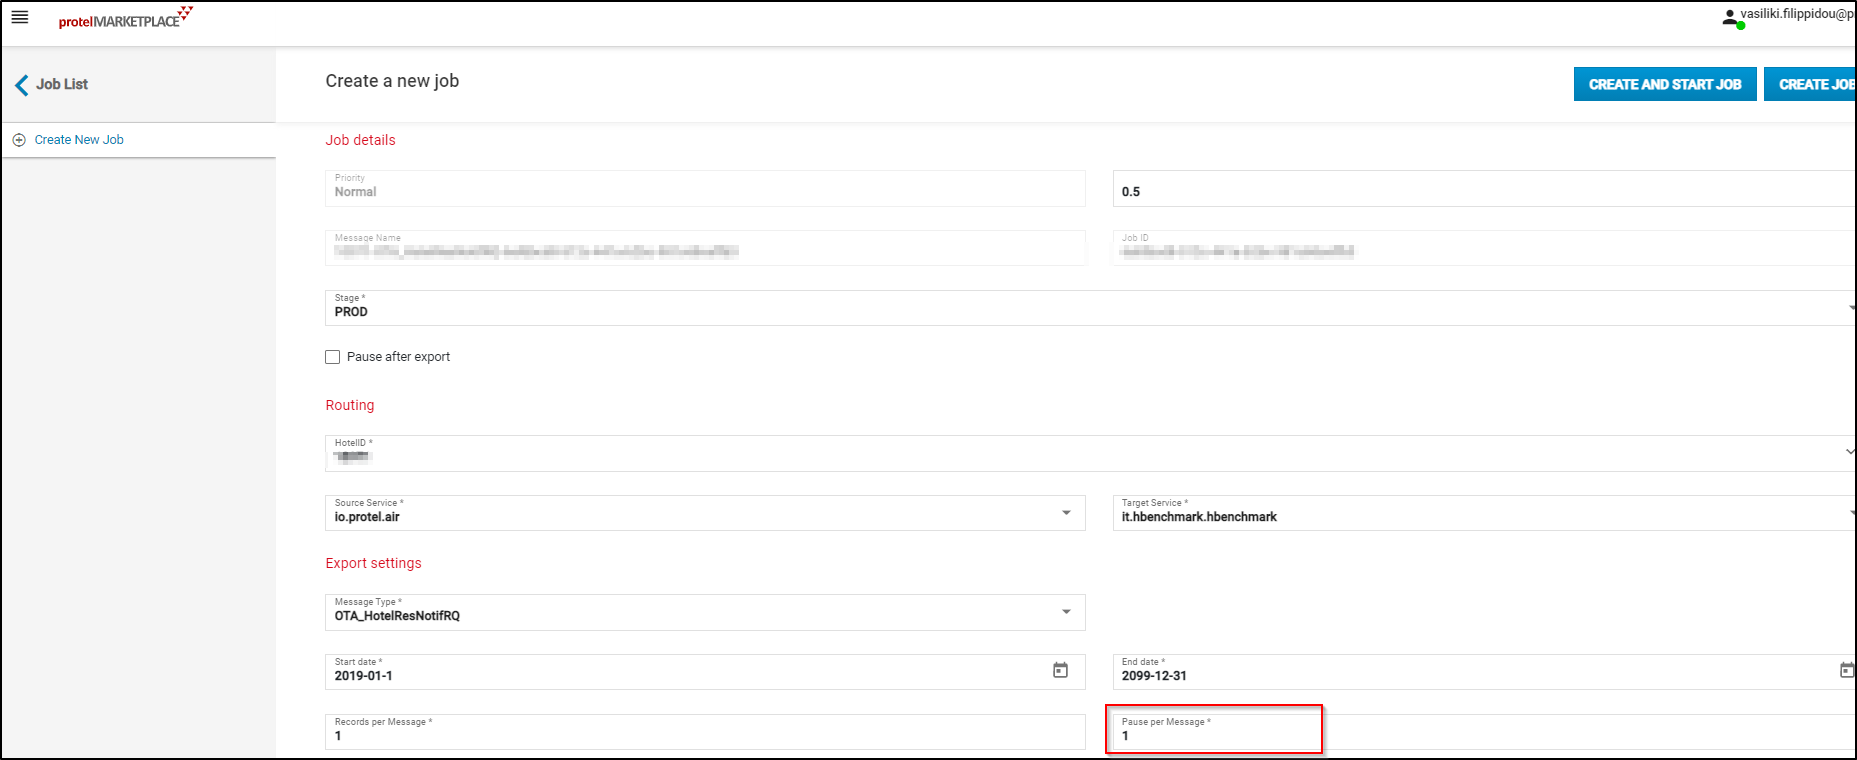 protelMARKETPLACE
vasiliki.filippidou@p
Job List
Create a new job
CREATE AND START JOB
CREATE JOB
Create New Job
Job details
Priority
Normal
0.5
Message Name
Job ID
Stage *
PROD
Pause after export
Routing
HotelID *
Source Service *
io.protel.air
Target Service *
it.hbenchmark.hbenchmark
Export settings
Message Type *
OTA_HotelResNotifRQ
Start date *
2019-01-1
End date *
2099-12-31
Records per Message *
1
Pause per Message *
1